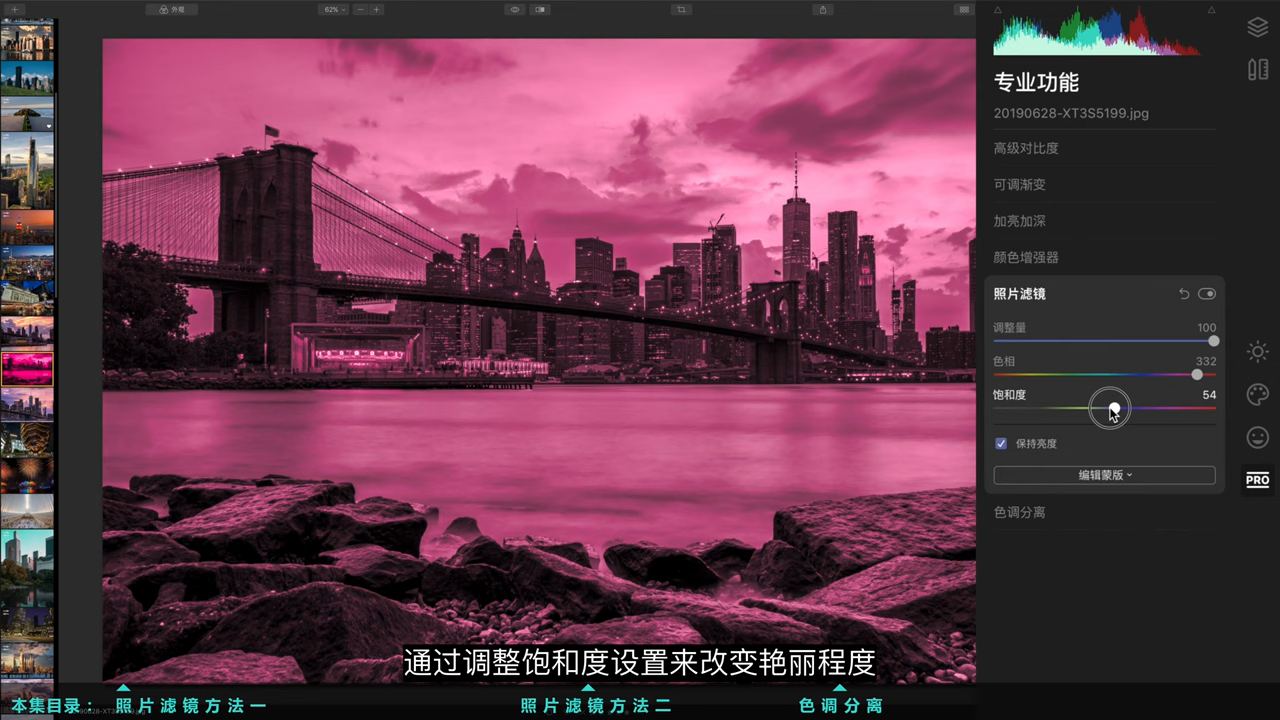 外观
62%
专业功能
20190628-XT3S5199.jpg
高级对比度
可调渐变
加亮加深
颜色增强器
照片滤镜
调整量 100
色相 332
饱和度 54
保持亮度
编辑蒙版
色调分离
PRO
通过调整饱和度设置来改变艳丽程度
本集目录： 照片滤镜方法一 照片滤镜方法二 色调分离